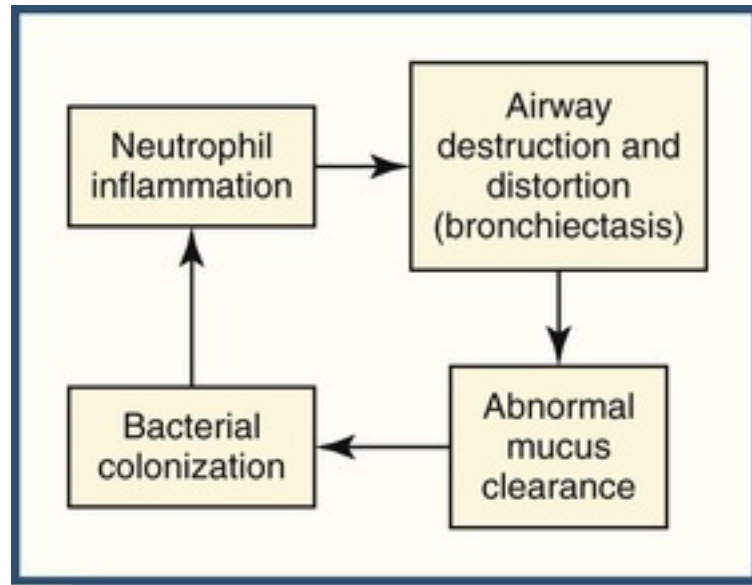 Neutrophil
inflammation
Airway
destruction and
distortion
(bronchiectasis)
Abnormal
mucus
clearance
Bacterial
colonization